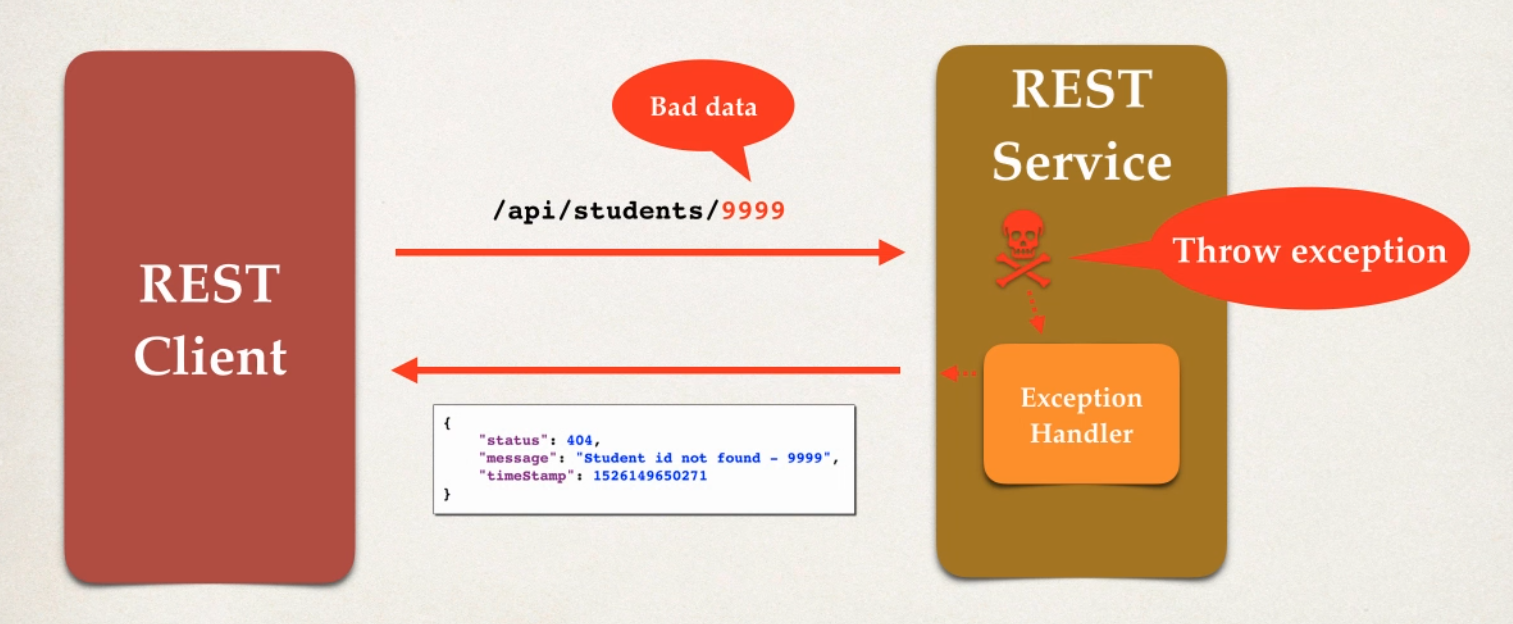 REST
Client
Bad data
/api/students/9999
{
"status": 404,
"message": "Student id not found - 9999",
"timeStamp": 1526149650271
}
REST
Service
Throw exception
Exception
Handler